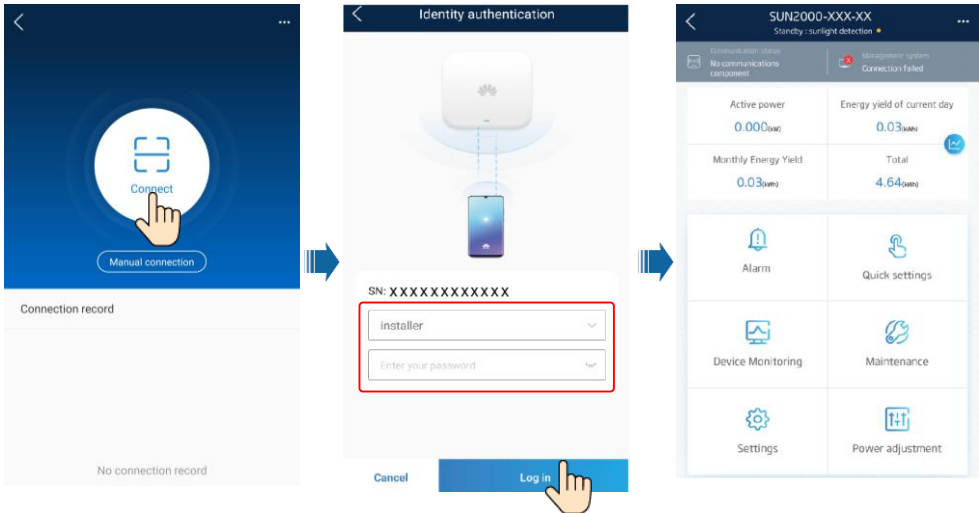 Connect
Manual connection
Connection record
No connection record
Identity authentication
SN: XXXXXXXXXXXX
installer
Enter your password
Cancel
Log in
SUN2000-XXX-XX
Standby : sunlight detection
Communication status
No communications
component
Management system
Connection failed
Active power
0.000(kW)
Energy yield of current day
0.03(kWh)
Monthly Energy Yield
0.03(kWh)
Total
4.64(kWh)
Alarm
Quick settings
Device Monitoring
Maintenance
Settings
Power adjustment